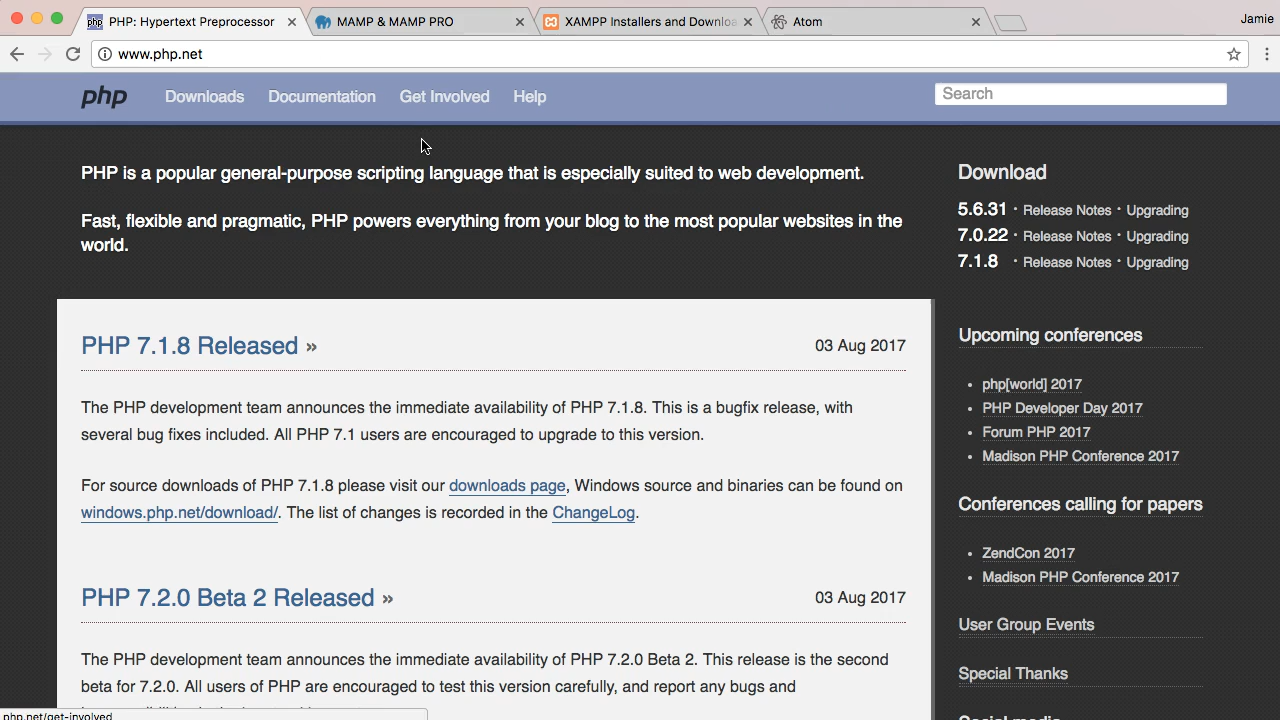 PHP: Hypertext Preprocessor
MAMP & MAMP PRO
XAMPP Installers and Downloa
Atom
Jamie
www.php.net
php
Downloads
Documentation
Get Involved
Help
Search
PHP is a popular general-purpose scripting language that is especially suited to web development.
Fast, flexible and pragmatic, PHP powers everything from your blog to the most popular websites in the
world.
Download
5.6.31 · Release Notes · Upgrading
7.0.22 · Release Notes · Upgrading
7.1.8 · Release Notes · Upgrading
PHP 7.1.8 Released »
03 Aug 2017
The PHP development team announces the immediate availability of PHP 7.1.8. This is a bugfix release, with
several bug fixes included. All PHP 7.1 users are encouraged to upgrade to this version.
For source downloads of PHP 7.1.8 please visit our downloads page, Windows source and binaries can be found on
windows.php.net/download/. The list of changes is recorded in the ChangeLog.
PHP 7.2.0 Beta 2 Released »
03 Aug 2017
The PHP development team announces the immediate availability of PHP 7.2.0 Beta 2. This release is the second
beta for 7.2.0. All users of PHP are encouraged to test this version carefully, and report any bugs and
Upcoming conferences
php[world] 2017
PHP Developer Day 2017
Forum PHP 2017
Madison PHP Conference 2017
Conferences calling for papers
ZendCon 2017
Madison PHP Conference 2017
User Group Events
Special Thanks
Social media
php.net/get-involved